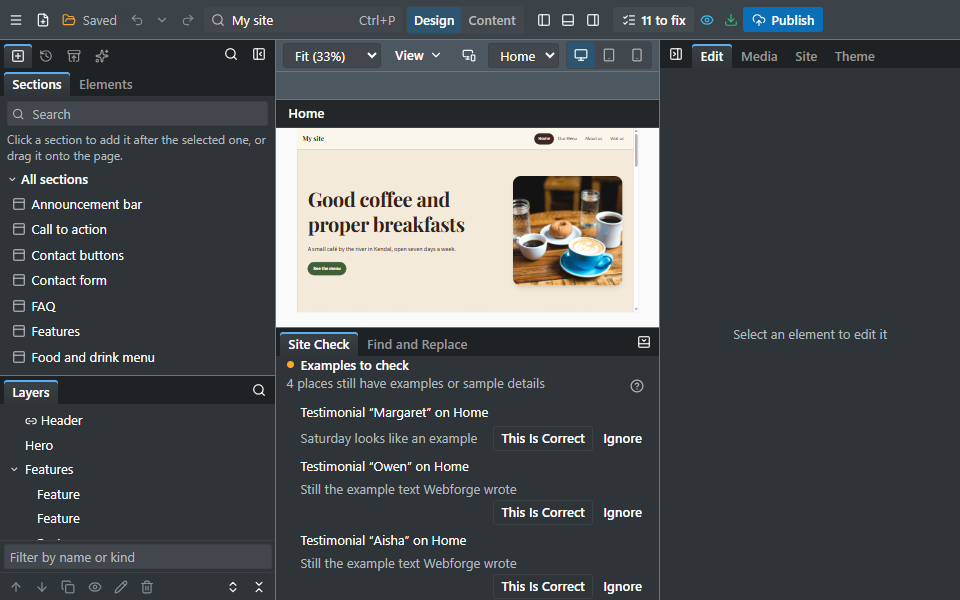 Saved
My site
Ctrl+P
Design
Content
11 to fix
Publish
Sections
Elements
Search
Click a section to add it after the selected one, or
drag it onto the page.
All sections
Announcement bar
Call to action
Contact buttons
Contact form
FAQ
Features
Food and drink menu
Layers
Header
Hero
Features
Feature
Feature
Filter by name or kind
Fit (33%)
View
Home
Home
My site
Home
Our Menu
About us
Visit us
Good coffee and
proper breakfasts
A small café by the river in Kendal, open seven days a week.
See the menu
Site Check
Find and Replace
Examples to check
4 places still have examples or sample details
Testimonial “Margaret” on Home
Saturday looks like an example
This Is Correct
Ignore
Testimonial “Owen” on Home
Still the example text Webforge wrote
This Is Correct
Ignore
Testimonial “Aisha” on Home
Still the example text Webforge wrote
This Is Correct
Ignore
Edit
Media
Site
Theme
Select an element to edit it